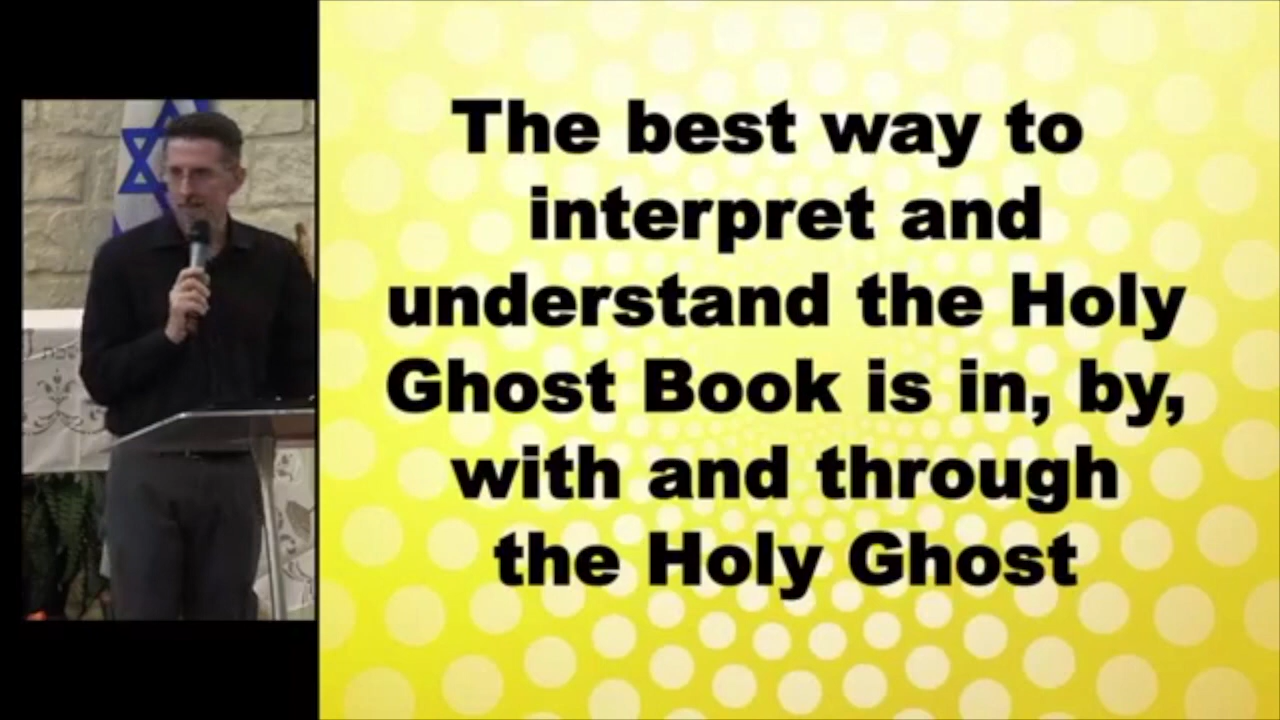 The best way to
interpret and
understand the Holy
Ghost Book is in, by,
with and through
the Holy Ghost